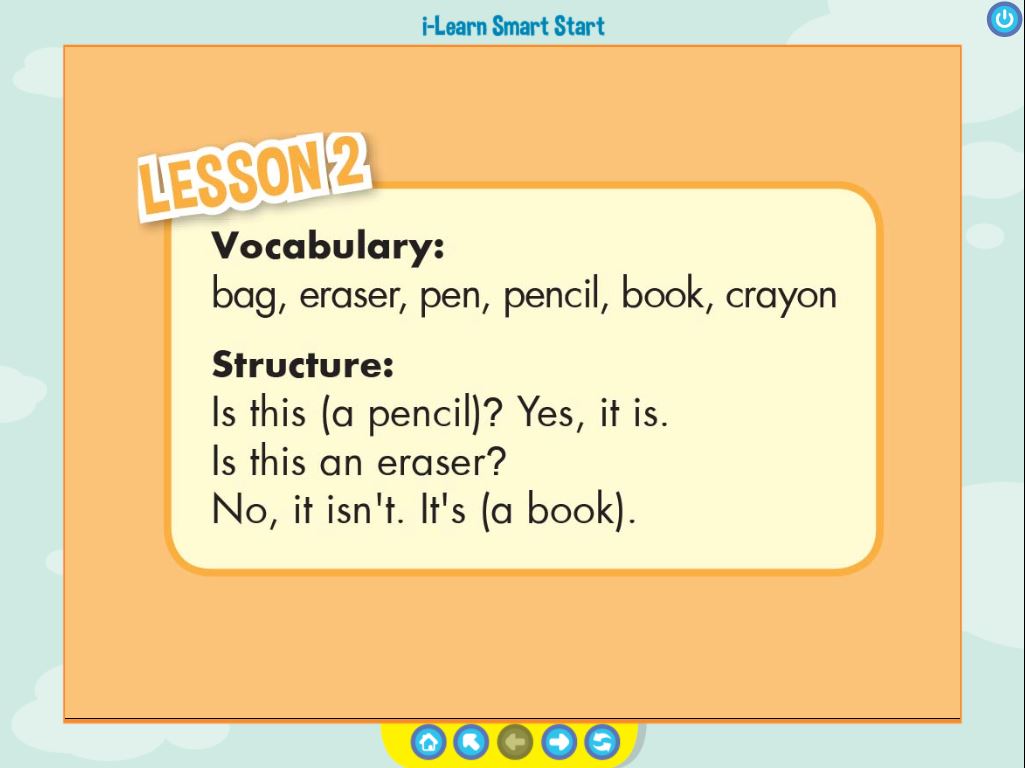 i-Learn Smart Start
LESSON 2
Vocabulary:
bag, eraser, pen, pencil, book, crayon
Structure:
Is this (a pencil)? Yes, it is.
Is this an eraser?
No, it isn't. It's (a book).